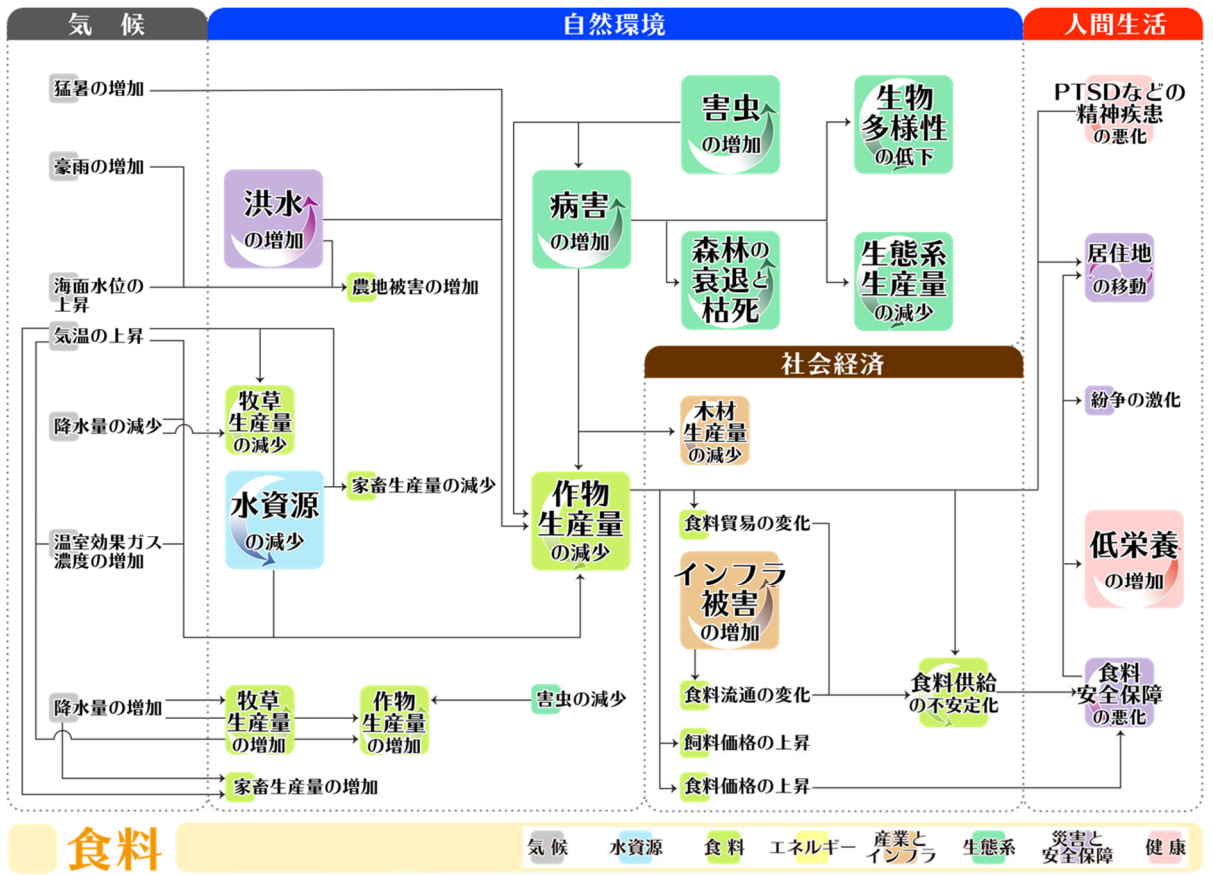 気 候
自然環境
人間生活
猛暑の増加
豪雨の増加
海面水位の
上昇
気温の上昇
降水量の減少
温室効果ガス
濃度の増加
降水量の増加
洪水
の増加
農地被害の増加
牧草
生産量
の減少
水資源
の減少
家畜生産量の減少
牧草
生産量
の増加
作物
生産量
の増加
害虫の減少
家畜生産量の増加
害虫
の増加
病害
の増加
生物
多様性
の低下
森林の
衰退と
枯死
生態系
生産量
の減少
作物
生産量
の減少
社会経済
木材
生産量
の減少
食料貿易の変化
インフラ
被害
の増加
食料流通の変化
飼料価格の上昇
食料価格の上昇
食料供給
の不安定化
PTSDなどの
精神疾患
の悪化
居住地
の移動
紛争の激化
低栄養
の増加
食料
安全保障
の悪化
食料
気 候
水資源
食 料
エネルギー
産業と
インフラ
生態系
災害と
安全保障
健 康